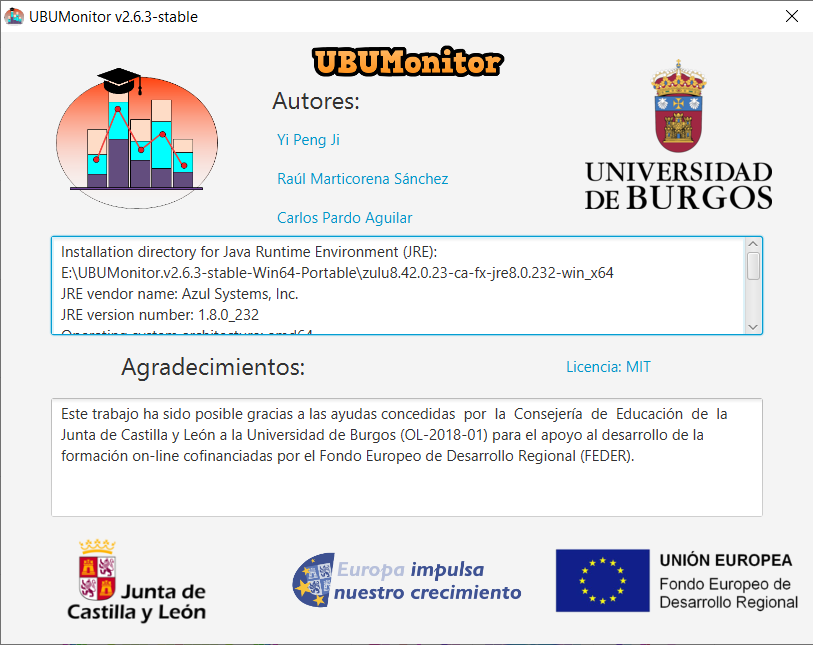 UBUMonitor v2.6.3-stable
UBUMonitor
Autores:
Yi Peng Ji
Raúl Marticorena Sánchez
Carlos Pardo Aguilar
UNIVERSIDAD
DE BURGOS
Installation directory for Java Runtime Environment (JRE):
E:\UBUMonitor.v2.6.3-stable-Win64-Portable\zulu8.42.0.23-ca-fx-jre8.0.232-win_x64
JRE vendor name: Azul Systems, Inc.
JRE version number: 1.8.0_232
Operating system architecture: amd64
Agradecimientos:
Licencia: MIT
Este trabajo ha sido posible gracias a las ayudas concedidas por la Consejería de Educación de la
Junta de Castilla y León a la Universidad de Burgos (OL-2018-01) para el apoyo al desarrollo de la
formación on-line cofinanciadas por el Fondo Europeo de Desarrollo Regional (FEDER).
Junta de
Castilla y León
Europa impulsa
nuestro crecimiento
UNIÓN EUROPEA
Fondo Europeo de
Desarrollo Regional